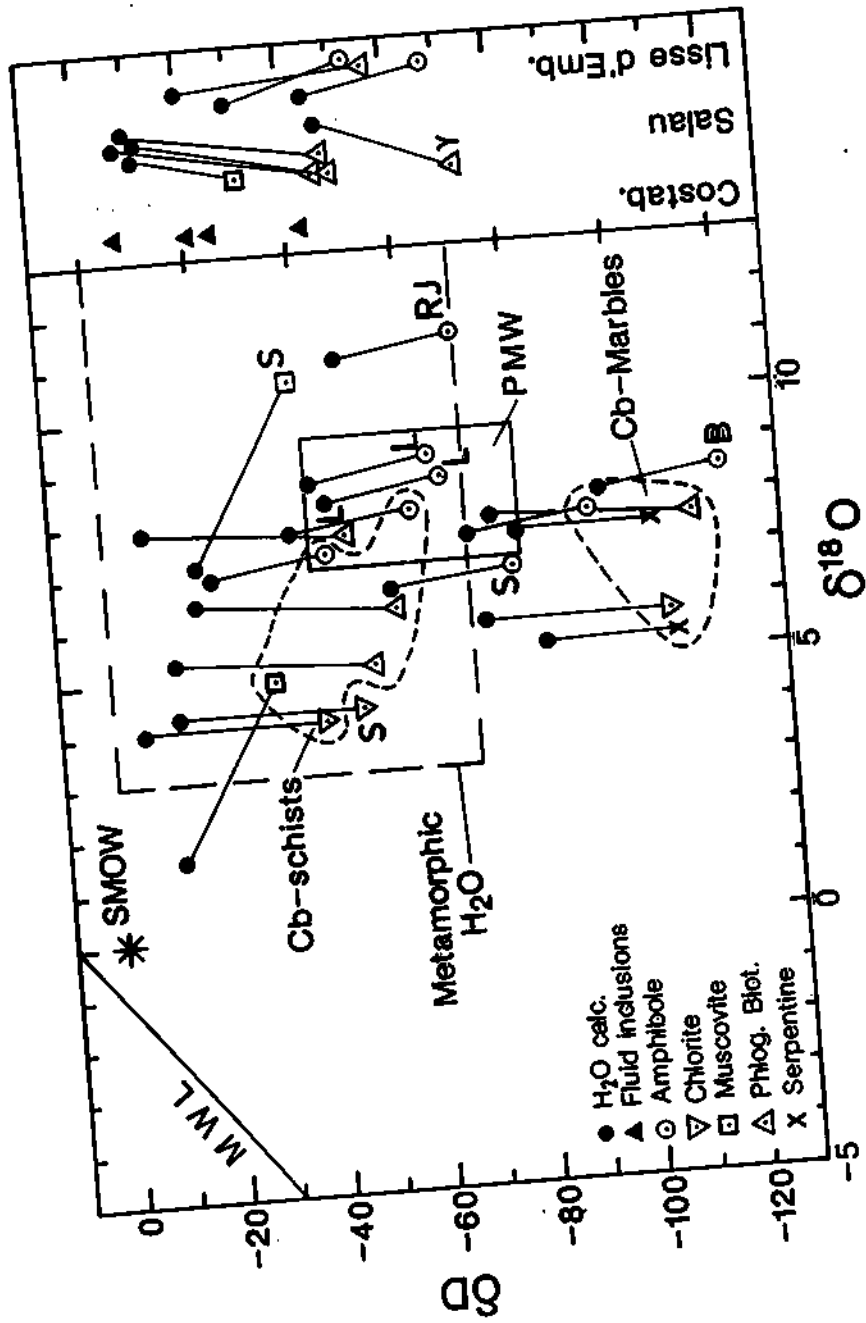 Lisse d'Emb.
Salau
Costab.
γ
MWL
SMOW
S
RJ
PMW
L
L
L
S
S
B
Cb-Marbles
Cb-schists
Metamorphic
H₂O
H₂O calc.
Fluid inclusions
Amphibole
Chlorite
Muscovite
Phlog. Biot.
X Serpentine
δD
0
-20
-40
-60
-80
-100
-120
-5
0
5
10
δ¹⁸O